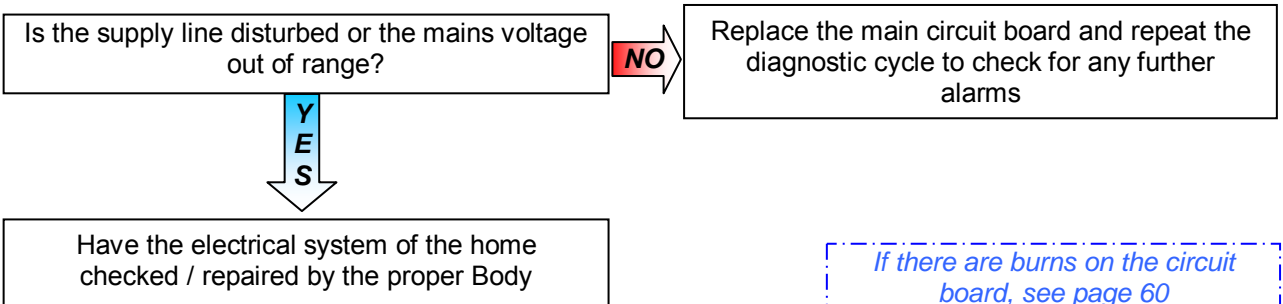 Is the supply line disturbed or the mains voltage
out of range?
NO
Replace the main circuit board and repeat the
diagnostic cycle to check for any further
alarms
YES
Have the electrical system of the home
checked / repaired by the proper Body
If there are burns on the circuit
board, see page 60